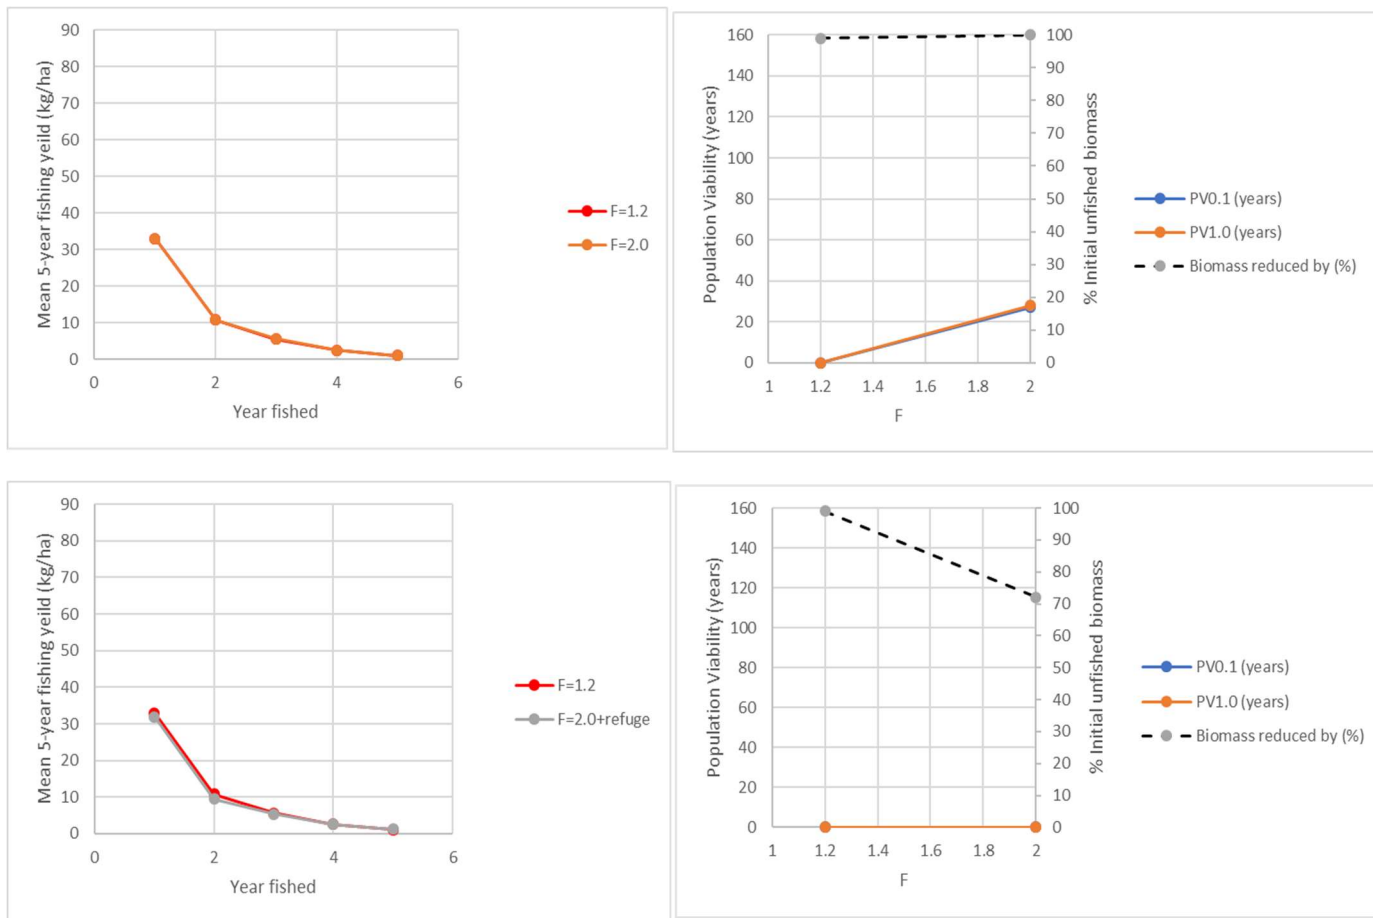 90
80
70
60
50
40
30
20
10
0
Mean 5-year fishing yeild (kg/ha)
0 2 4 6
Year fished
F=1.2
F=2.0
160
140
120
100
80
60
40
20
0
Population Viability (years)
100
90
80
70
60
50
40
30
20
10
0
% Initial unfished biomass
1 1.2 1.4 1.6 1.8 2
F
PV0.1 (years)
PV1.0 (years)
Biomass reduced by (%)
90
80
70
60
50
40
30
20
10
0
Mean 5-year fishing yeild (kg/ha)
0 2 4 6
Year fished
F=1.2
F=2.0+refuge
160
140
120
100
80
60
40
20
0
Population Viability (years)
100
90
80
70
60
50
40
30
20
10
0
% Initial unfished biomass
1 1.2 1.4 1.6 1.8 2
F
PV0.1 (years)
PV1.0 (years)
Biomass reduced by (%)